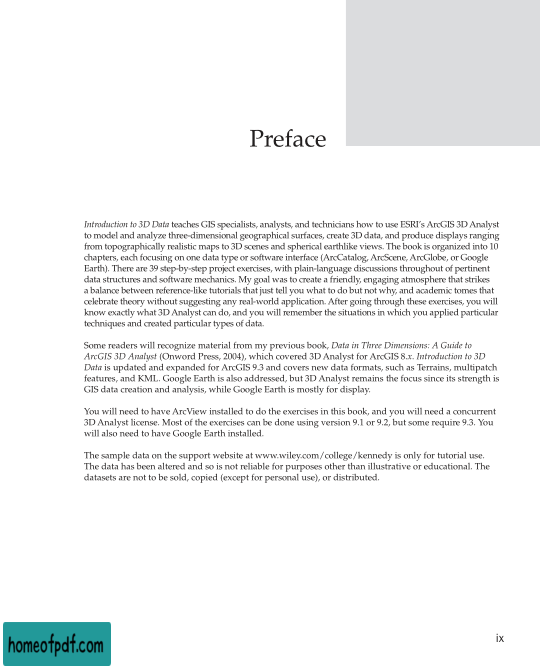 Preface
Introduction to 3D Data teaches GIS specialists, analysts, and technicians how to use ESRI's ArcGIS 3D Analyst
to model and analyze three-dimensional geographical surfaces, create 3D data, and produce displays ranging
from topographically realistic maps to 3D scenes and spherical earthlike views. The book is organized into 10
chapters, each focusing on one data type or software interface (ArcCatalog, ArcScene, ArcGlobe, or Google
Earth). There are 39 step-by-step project exercises, with plain-language discussions throughout of pertinent
data structures and software mechanics. My goal was to create a friendly, engaging atmosphere that strikes
a balance between reference-like tutorials that just tell you what to do but not why, and academic tomes that
celebrate theory without suggesting any real-world application. After going through these exercises, you will
know exactly what 3D Analyst can do, and you will remember the situations in which you applied particular
techniques and created particular types of data.
Some readers will recognize material from my previous book, Data in Three Dimensions: A Guide to
ArcGIS 3D Analyst (Onword Press, 2004), which covered 3D Analyst for ArcGIS 8.x. Introduction to 3D
Data is updated and expanded for ArcGIS 9.3 and covers new data formats, such as Terrains, multipatch
features, and KML. Google Earth is also addressed, but 3D Analyst remains the focus since its strength is
GIS data creation and analysis, while Google Earth is mostly for display.
You will need to have ArcView installed to do the exercises in this book, and you will need a concurrent
3D Analyst license. Most of the exercises can be done using version 9.1 or 9.2, but some require 9.3. You
will also need to have Google Earth installed.
The sample data on the support website at www.wiley.com/college/kennedy is only for tutorial use.
The data has been altered and so is not reliable for purposes other than illustrative or educational. The
datasets are not to be sold, copied (except for personal use), or distributed.
ix
homeofpdf.com